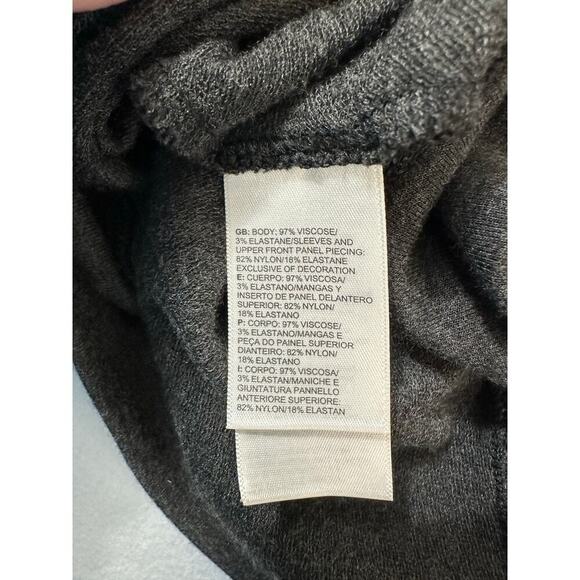 GB: BODY: 97% VISCOSE/
3% ELASTANE/SLEEVES AND
UPPER FRONT PANEL PIECING:
82% NYLON/18% ELASTANE
EXCLUSIVE OF DECORATION
E: CUERPO: 97% VISCOSA/
3% ELASTANO/MANGAS Y
INSERTO DE PANEL DELANTERO
SUPERIOR: 82% NYLON/
18% ELASTANO
P: CORPO: 97% VISCOSE/
3% ELASTANO/MANGAS E
PEÇA DO PAINEL SUPERIOR
DIANTEIRO: 82% NYLON/
18% ELASTANO
I: CORPO: 97% VISCOSA/
3% ELASTAN/MANICHE E
GIUNTATURA PANNELLO
ANTERIORE SUPERIORE:
82% NYLON/18% ELASTAN